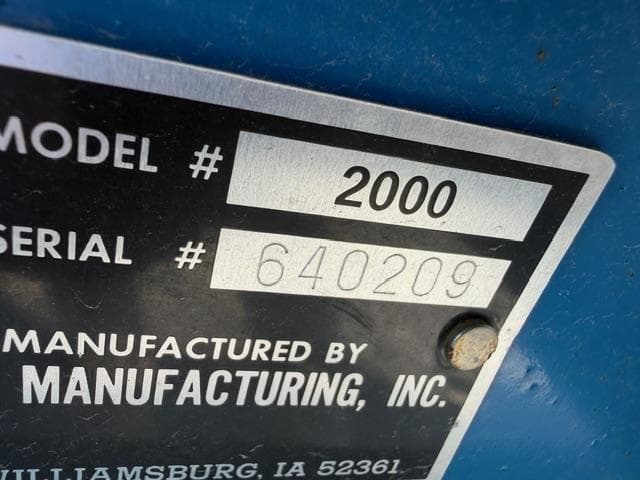 MODEL # 2000
SERIAL # 640209
MANUFACTURED BY
MANUFACTURING, INC.
WILLIAMSBURG, IA 52361